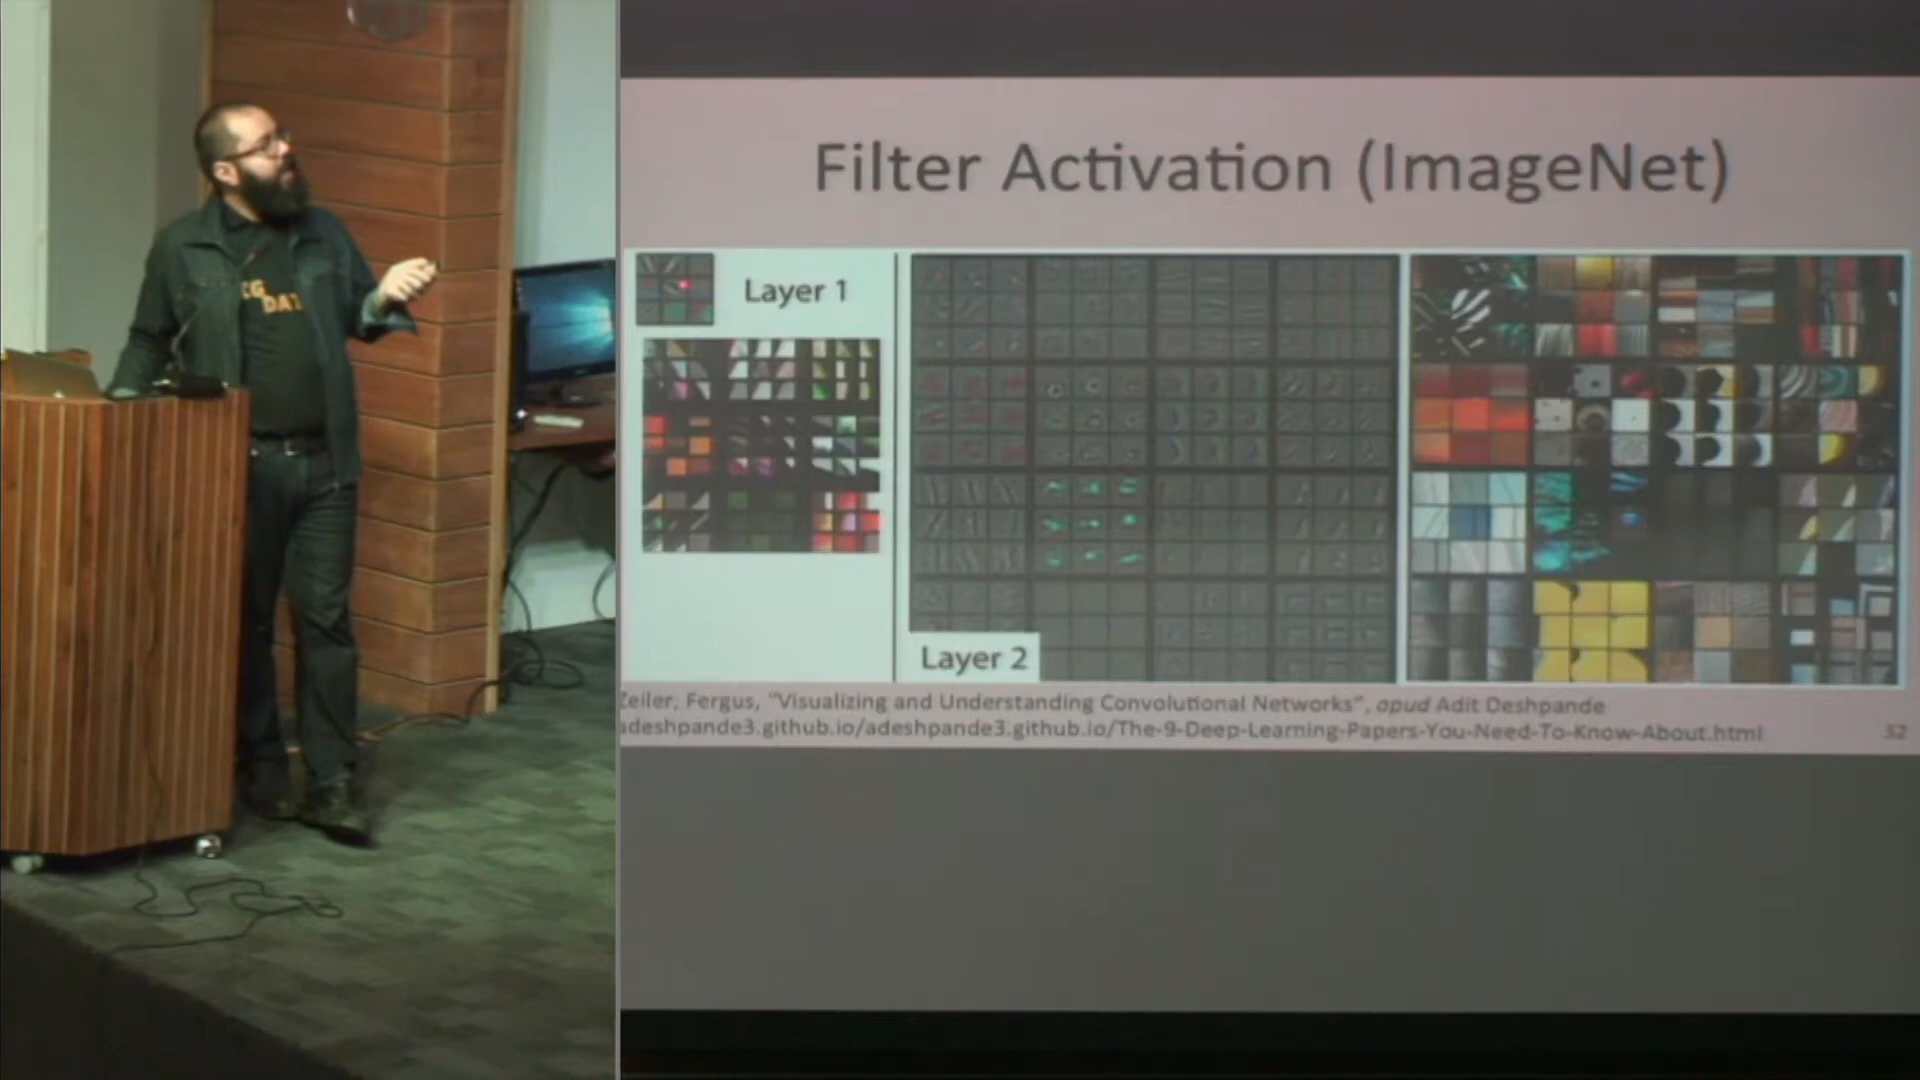 Filter Activation (ImageNet)
Layer 1
Layer 2
Zeiler, Fergus, "Visualizing and Understanding Convolutional Networks", apud Adit Deshpande
adeshpande3.github.io/adeshpande3.github.io/The-9-Deep-Learning-Papers-You-Need-To-Know-About.html
52
DAT